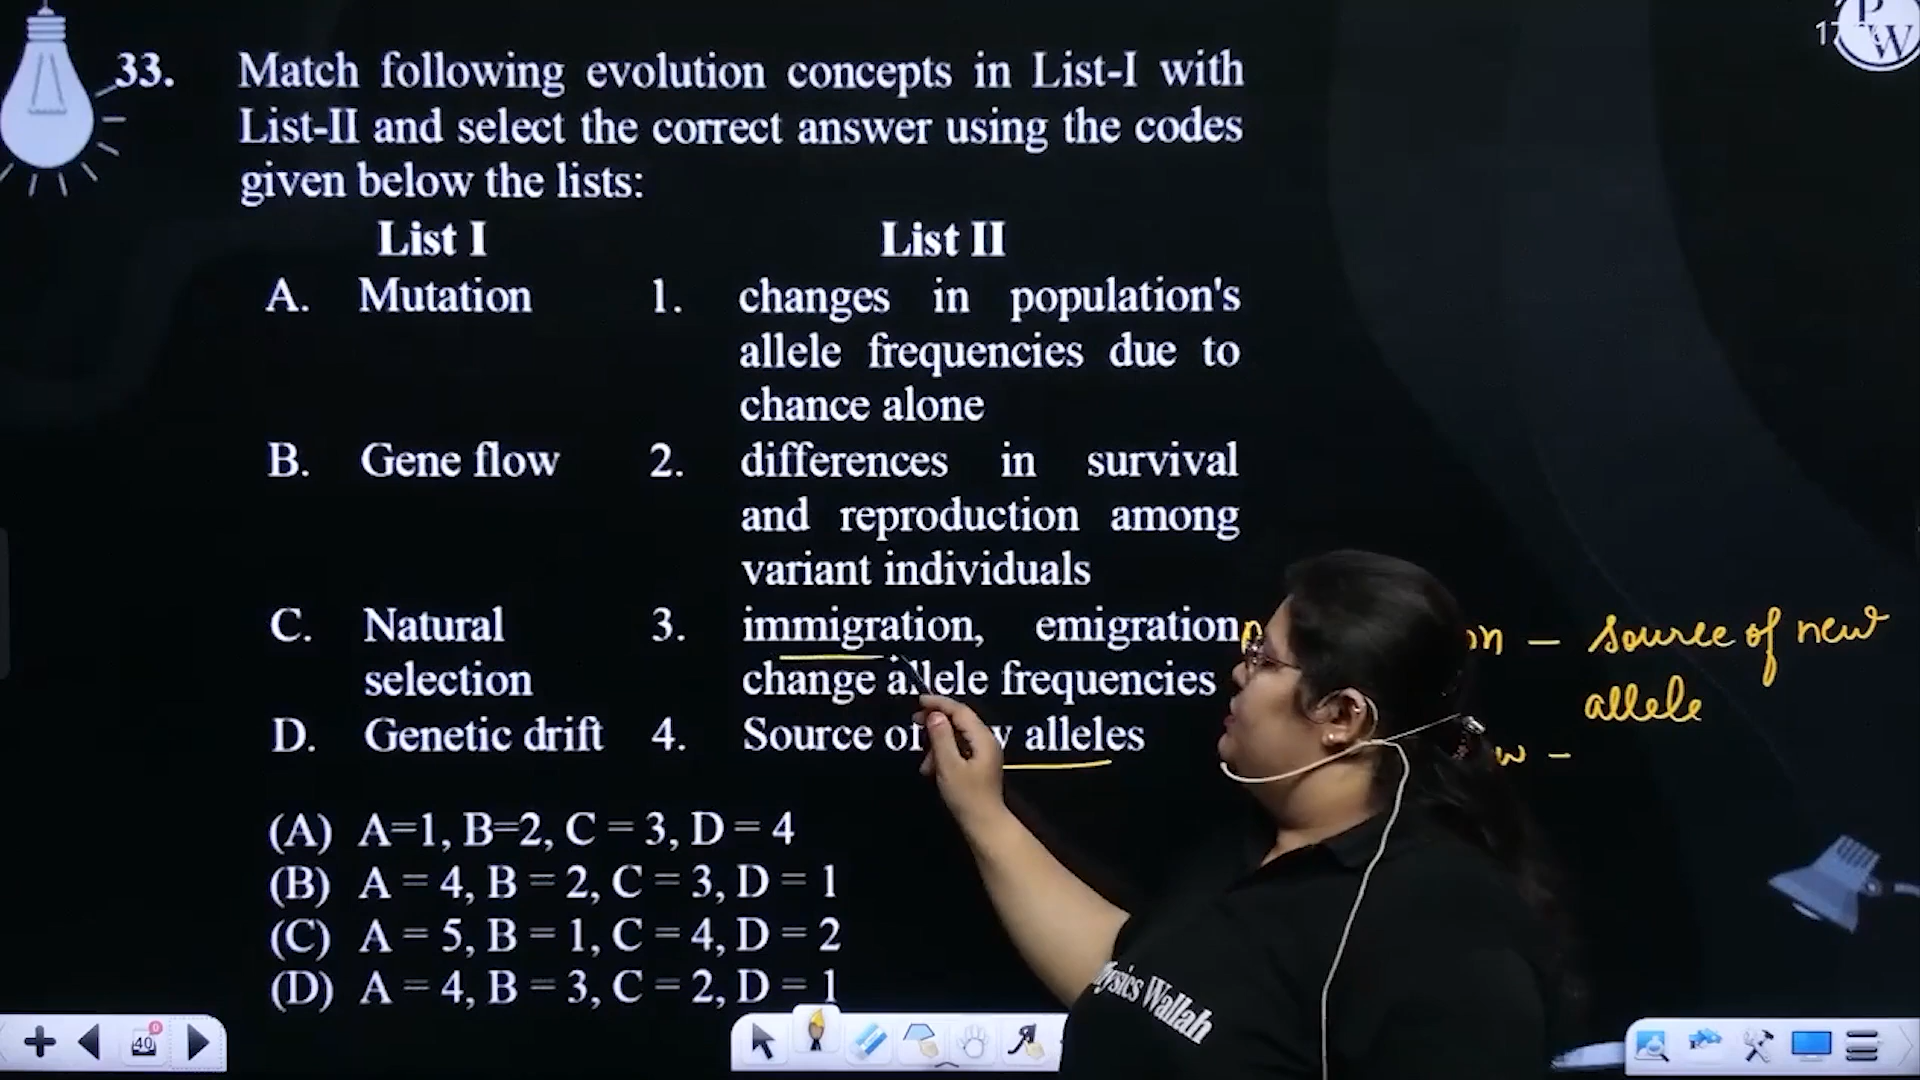 33. Match following evolution concepts in List-I with
List-II and select the correct answer using the codes
given below the lists:
List I List II
A. Mutation 1. changes in population's
allele frequencies due to
chance alone
B. Gene flow 2. differences in survival
and reproduction among
variant individuals
C. Natural 3. immigration, emigration
selection change allele frequencies
D. Genetic drift 4. Source of alleles
(A) A=1, B=2, C = 3, D = 4
(B) A = 4, B = 2, C = 3, D = 1
(C) A = 5, B = 1, C = 4, D = 2
(D) A = 4, B = 3, C = 2, D = 1
– source of new
allele
PW
Wallah
40
0